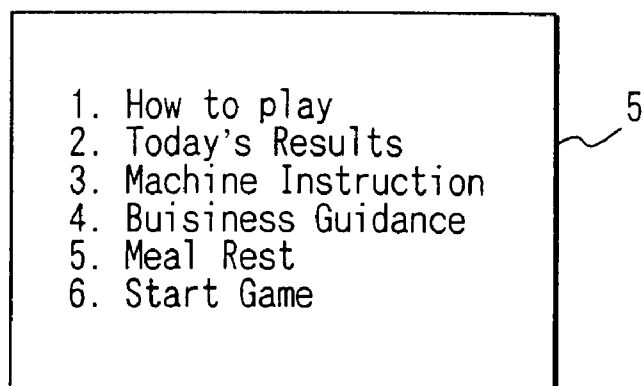 1. How to play
2. Today's Results
3. Machine Instruction
4. Buisiness Guidance
5. Meal Rest
6. Start Game
5